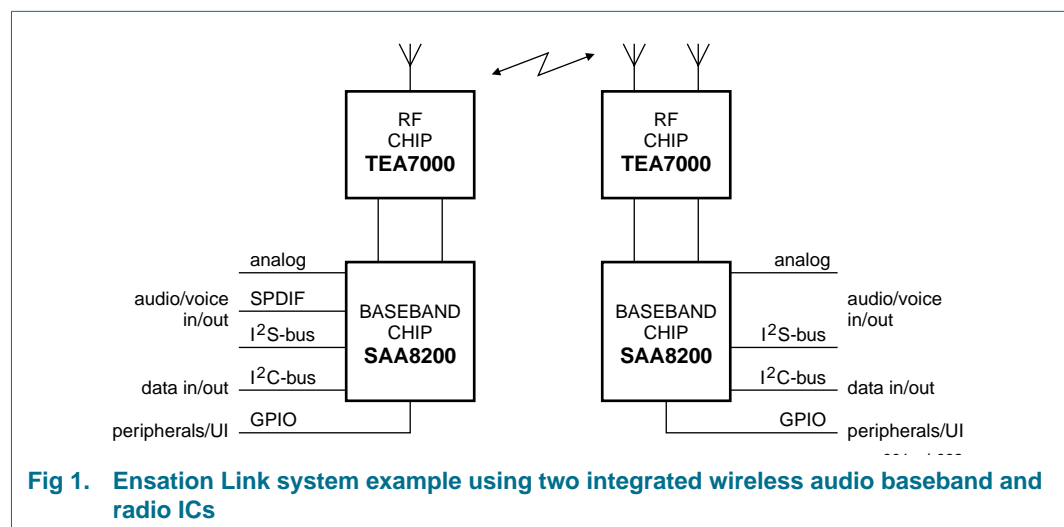 RF
CHIP
TEA7000
RF
CHIP
TEA7000
analog
SPDIF
I2S-bus
I2C-bus
GPIO
audio/voice
in/out
data in/out
peripherals/UI
BASEBAND
CHIP
SAA8200
BASEBAND
CHIP
SAA8200
analog
I2S-bus
I2C-bus
GPIO
audio/voice
in/out
data in/out
peripherals/UI
Fig 1. Ensation Link system example using two integrated wireless audio baseband and
radio ICs